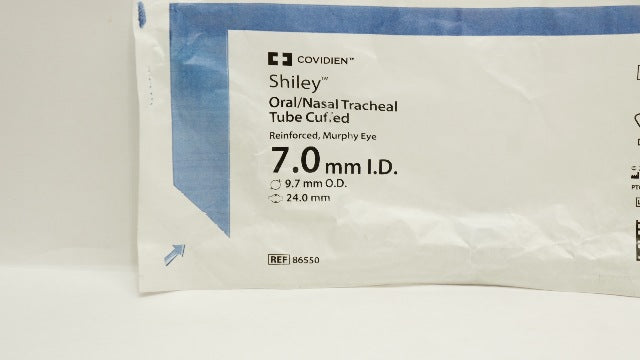 COVIDIEN™
Shiley™
Oral/Nasal Tracheal
Tube Cuffed
Reinforced, Murphy Eye
7.0 mm I.D.
9.7 mm O.D.
24.0 mm
REF 86550